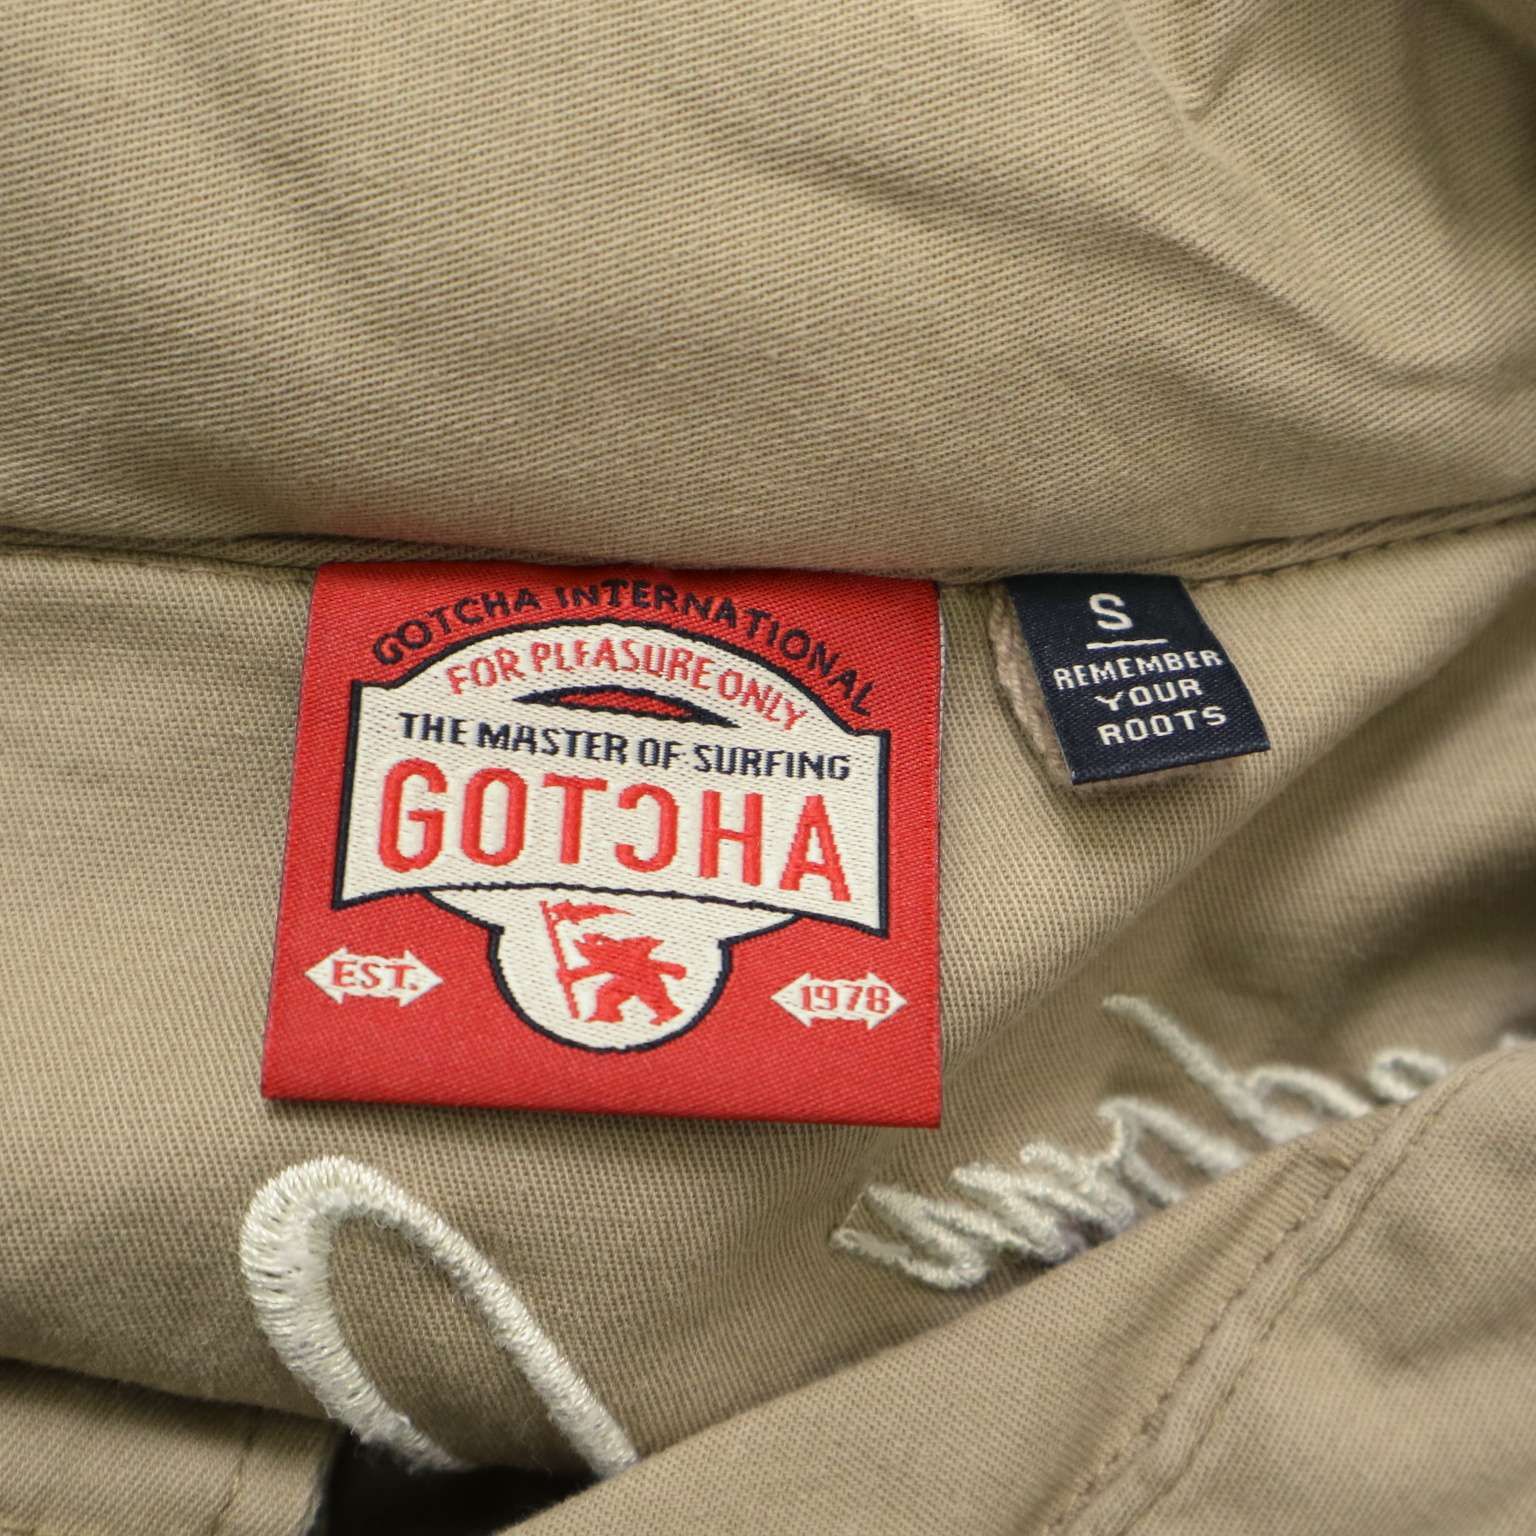 GOTCHA INTERNATIONAL
FOR PLEASURE ONLY
THE MASTER OF SURFING
GOTCHA
EST.
1978
S
REMEMBER
YOUR
ROOTS